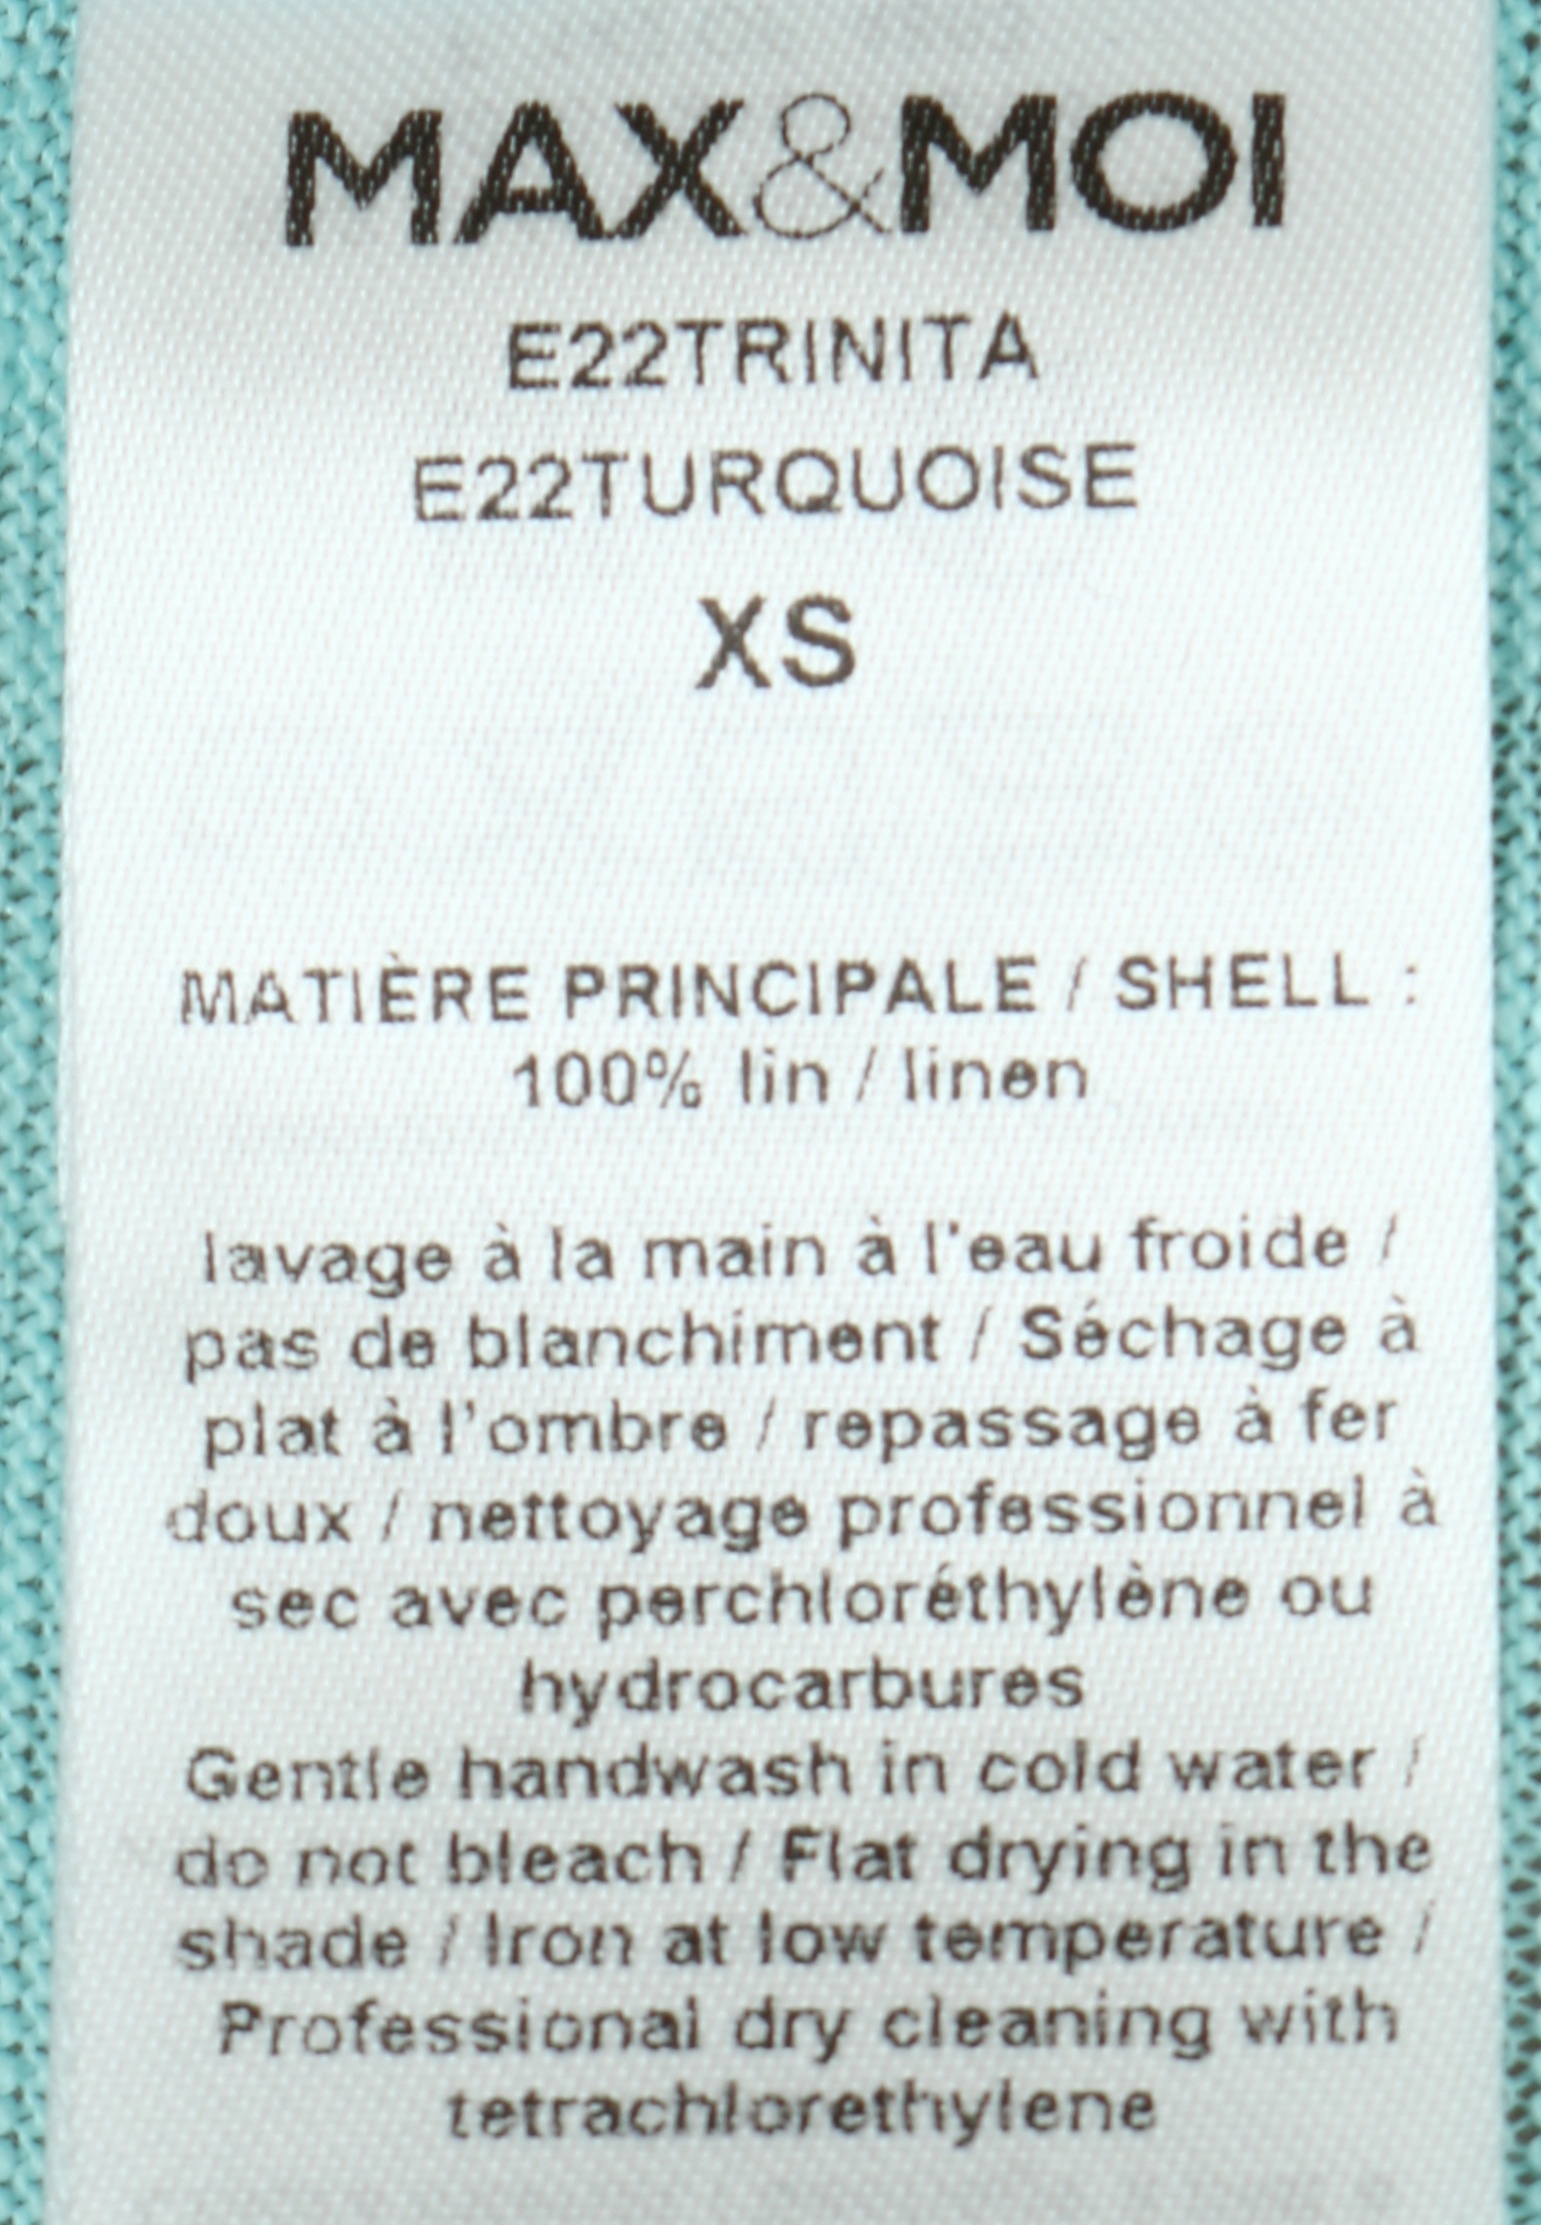 MAX&MOI
E22TRINITA
E22TURQUOISE
XS
MATIÈRE PRINCIPALE / SHELL :
100% lin / linen
lavage à la main à l'eau froide /
pas de blanchiment / Séchage à
plat à l'ombre / repassage à fer
doux / nettoyage professionnel à
sec avec perchloréthylène ou
hydrocarbures
Gentle handwash in cold water /
do not bleach / Flat drying in the
shade / Iron at low temperature /
Professional dry cleaning with
tetrachlorethylene